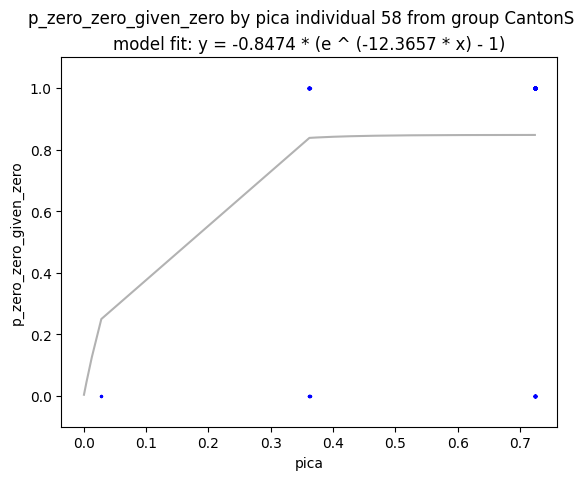 p_zero_zero_given_zero by pica individual 58 from group CantonS
model fit: y = -0.8474 * (e ^ (-12.3657 * x) - 1)
1.0
0.8
0.6
0.4
0.2
0.0
p_zero_zero_given_zero
0.0 0.1 0.2 0.3 0.4 0.5 0.6 0.7
pica